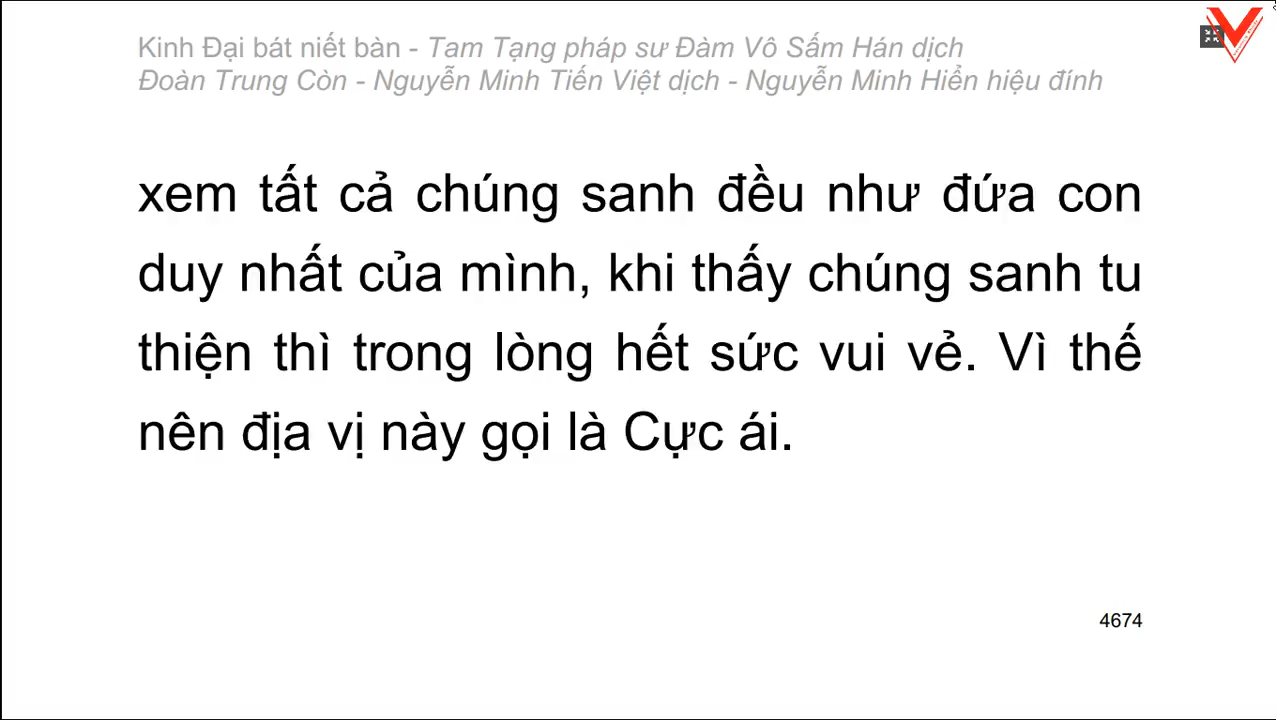 Kinh Đại bát niết bàn - Tam Tạng pháp sư Đàm Vô Sấm Hán dịch
Đoàn Trung Còn - Nguyễn Minh Tiến Việt dịch - Nguyễn Minh Hiển hiệu đính
xem tất cả chúng sanh đều như đứa con
duy nhất của mình, khi thấy chúng sanh tu
thiện thì trong lòng hết sức vui vẻ. Vì thế
nên địa vị này gọi là Cực ái.
4674